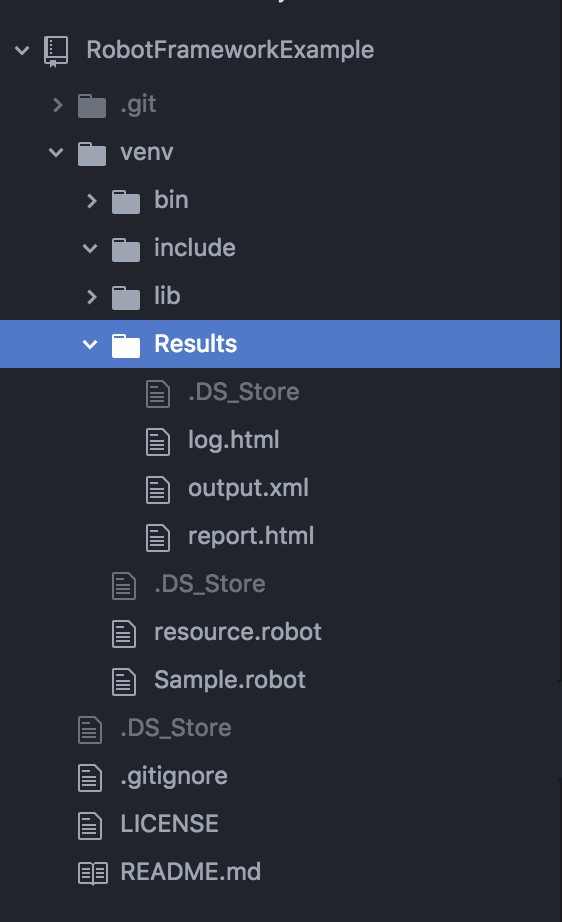 RobotFrameworkExample
.git
venv
bin
include
lib
Results
.DS_Store
log.html
output.xml
report.html
.DS_Store
resource.robot
Sample.robot
.DS_Store
.gitignore
LICENSE
README.md